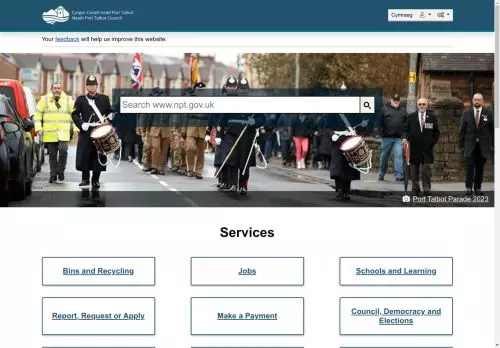 Cyngor Castell-nedd Port Talbot
Neath Port Talbot Council
Cymraeg
Your feedback will help us improve this website.
Search www.npt.gov.uk
Port Talbot Parade 2023
Services
Bins and Recycling
Jobs
Schools and Learning
Report, Request or Apply
Make a Payment
Council, Democracy and
Elections